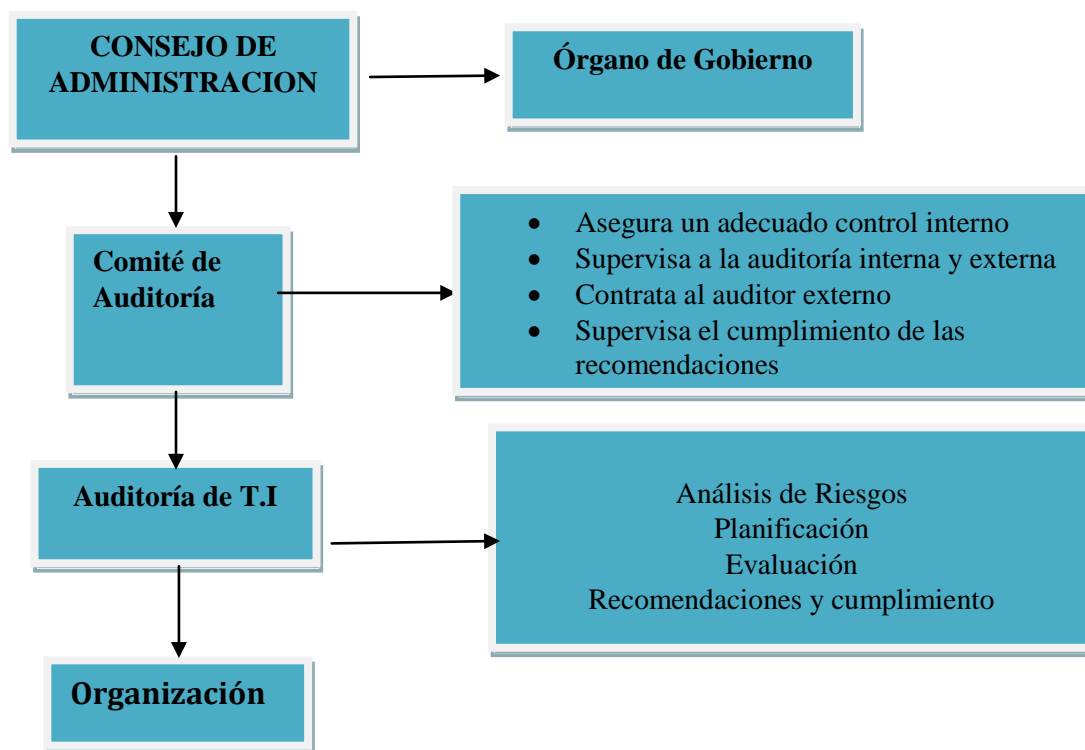 CONSEJO DE
ADMINISTRACION
Órgano de Gobierno
Comité de
Auditoría
• Asegura un adecuado control interno
• Supervisa a la auditoría interna y externa
• Contrata al auditor externo
• Supervisa el cumplimiento de las
recomendaciones
Auditoría de T.I
Análisis de Riesgos
Planificación
Evaluación
Recomendaciones y cumplimiento
Organización